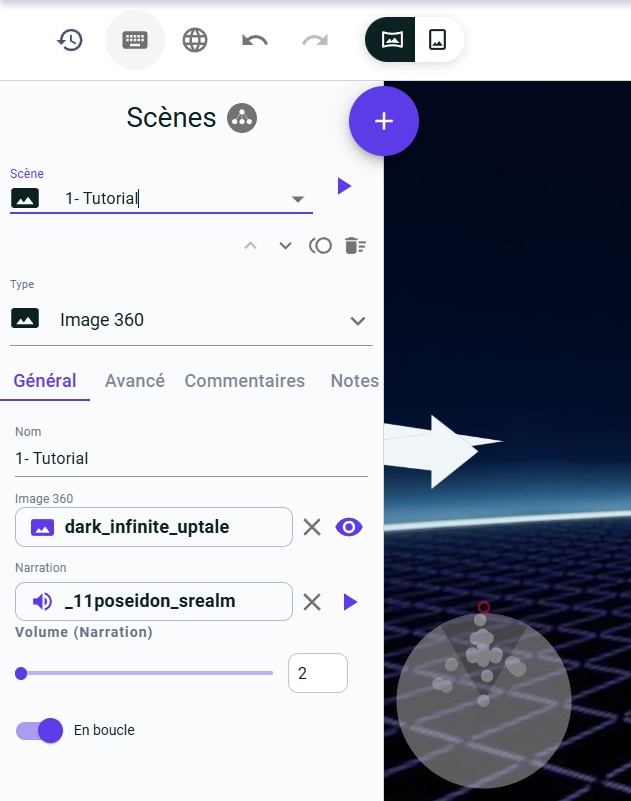 Scènes
Scène
1- Tutorial
Type
Image 360
Général Avancé Commentaires Notes
Nom
1- Tutorial
Image 360
dark_infinite_uptale
Narration
_11poseidon_srealm
Volume (Narration)
2
En boucle